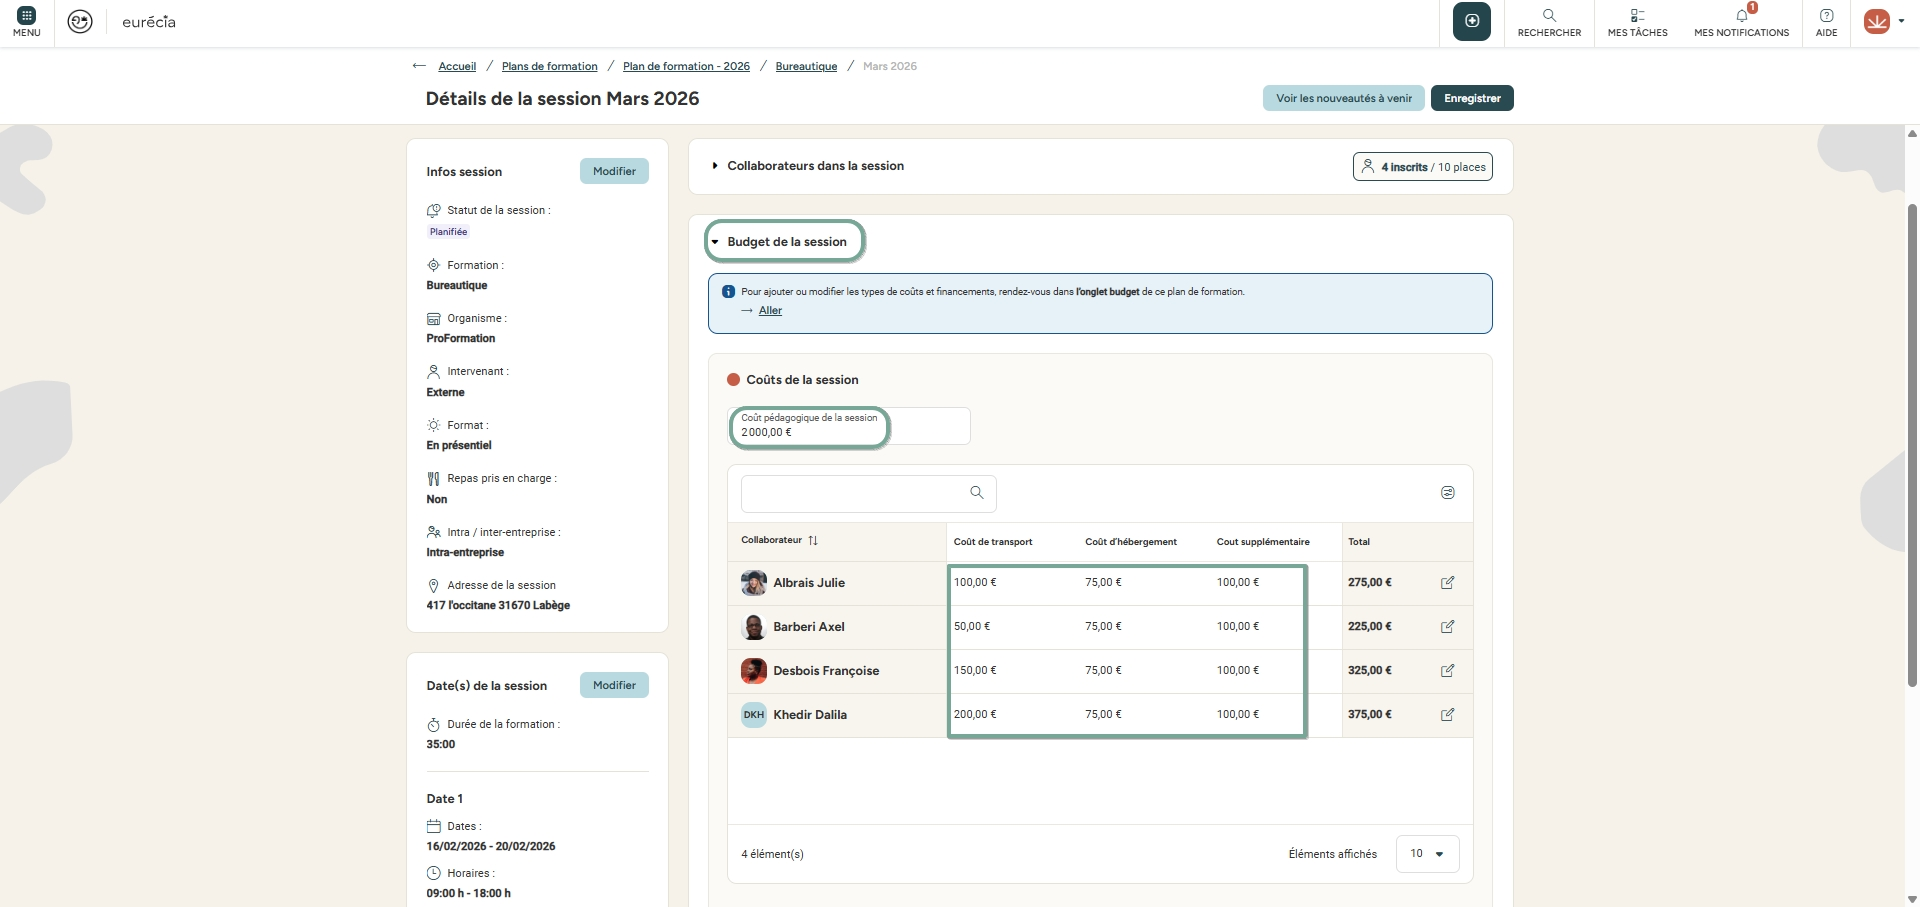 MENU
eurécia
RECHERCHER
MES TÂCHES
1
MES NOTIFICATIONS
AIDE
Accueil / Plans de formation / Plan de formation - 2026 / Bureautique / Mars 2026
Détails de la session Mars 2026
Voir les nouveautés à venir
Enregistrer
Infos session
Modifier
Statut de la session :
Planifiée
Formation :
Bureautique
Organisme :
ProFormation
Intervenant :
Externe
Format :
En présentiel
Repas pris en charge :
Non
Intra / inter-entreprise :
Intra-entreprise
Adresse de la session
417 l'occitane 31670 Labège
Date(s) de la session
Modifier
Durée de la formation :
35:00
Date 1
Dates :
16/02/2026 - 20/02/2026
Horaires :
09:00 h - 18:00 h
Collaborateurs dans la session
4 inscrits / 10 places
Budget de la session
Pour ajouter ou modifier les types de coûts et financements, rendez-vous dans l'onglet budget de ce plan de formation.
→ Aller
Coûts de la session
Coût pédagogique de la session
2 000,00 €
Collaborateur Coût de transport Coût d'hébergement Cout supplémentaire Total
Albrais Julie 100,00 € 75,00 € 100,00 € 275,00 €
Barberi Axel 50,00 € 75,00 € 100,00 € 225,00 €
Desbois Françoise 150,00 € 75,00 € 100,00 € 325,00 €
DKH Khedir Dalila 200,00 € 75,00 € 100,00 € 375,00 €
4 élément(s)
Éléments affichés 10